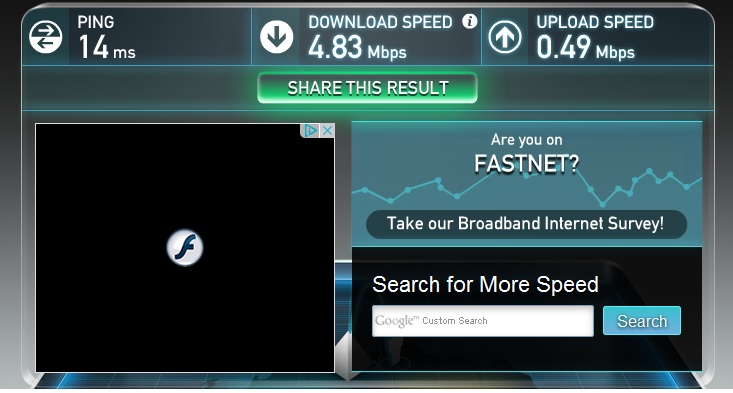 PING
14 ms
DOWNLOAD SPEED i
4.83 Mbps
UPLOAD SPEED
0.49 Mbps
SHARE THIS RESULT
Are you on
FASTNET?
Take our Broadband Internet Survey!
Search for More Speed
Google™ Custom Search
Search